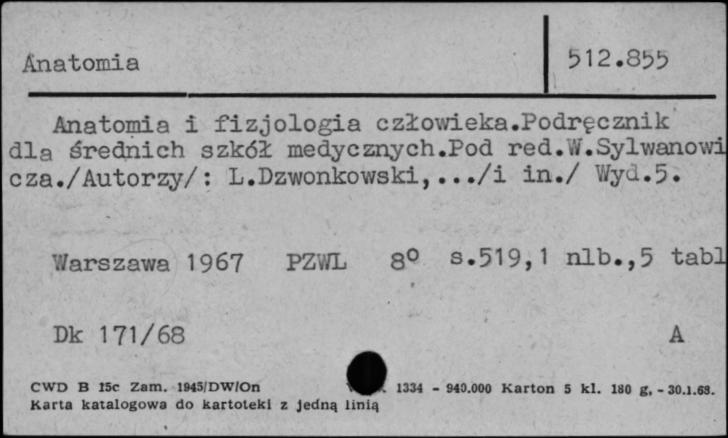 Anatomia
512.855
Anatomia i fizjologia człowieka.Podręcznik
dla średnich szkół medycznych.Pod red.W.Sylwanowi
cza./Autorzy/: L.Dzwonkowski,.../i in./ Wyd.5.
Warszawa 1967 PZWL 8º s.519,1 nlb.,5 tabl
Dk 171/68 A
CWD B 15c Zam. 1945/DW/On 1334 - 940.000 Karton 5 kl. 180 g, - 30.1.68.
Karta katalogowa do kartoteki z jedną linią